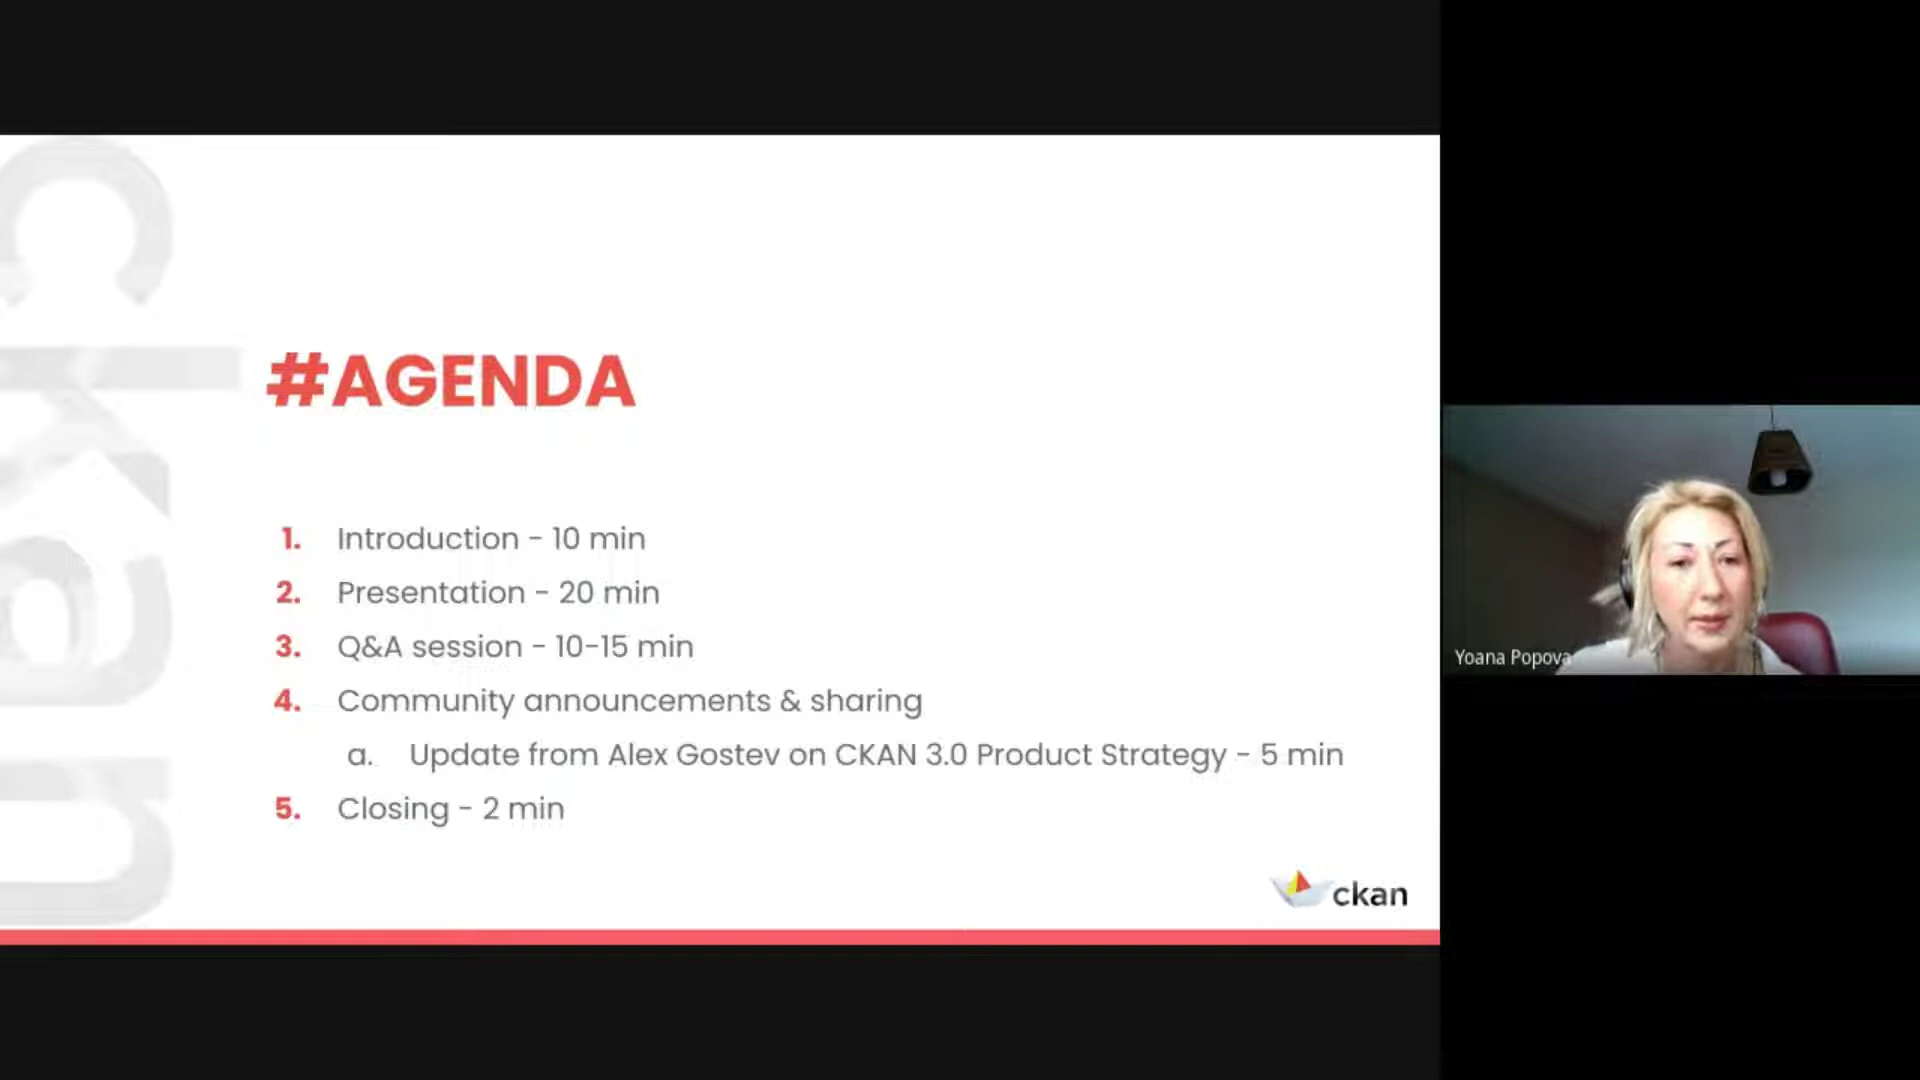 ckan
#AGENDA
1. Introduction - 10 min
2. Presentation - 20 min
3. Q&A session - 10-15 min
4. Community announcements & sharing
a. Update from Alex Gostev on CKAN 3.0 Product Strategy - 5 min
5. Closing - 2 min
ckan
Yoana Popova